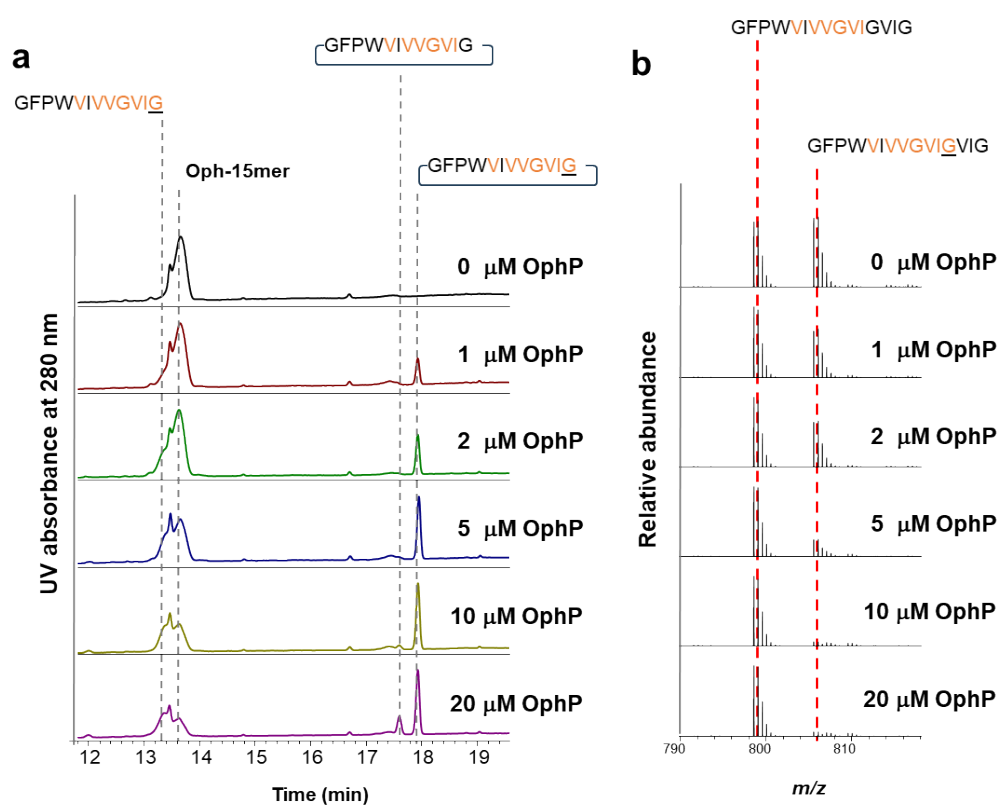 a
GFPWVIVVGVIG
GFPWVIVVGVIG
Oph-15mer
GFPWVIVVGVIG
0 μM OphP
1 μM OphP
2 μM OphP
5 μM OphP
10 μM OphP
20 μM OphP
UV absorbance at 280 nm
12 13 14 15 16 17 18 19
Time (min)
b
GFPWVIVVGVIGVIG
GFPWVIVVGVIGVIG
0 μM OphP
1 μM OphP
2 μM OphP
5 μM OphP
10 μM OphP
20 μM OphP
Relative abundance
790 800 810
m/z